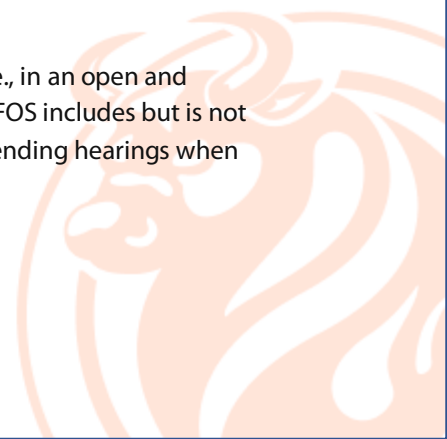 e., in an open and
FOS includes but is not
ending hearings when